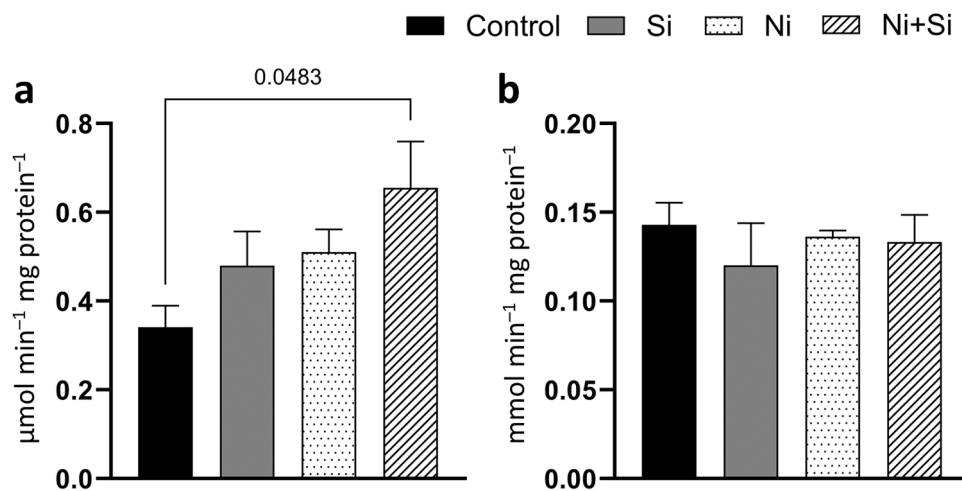 Control Si Ni Ni+Si
a
0.0483
0.8
0.6
0.4
0.2
0.0
µmol min⁻¹ mg protein⁻¹
b
0.20
0.15
0.10
0.05
0.00
mmol min⁻¹ mg protein⁻¹